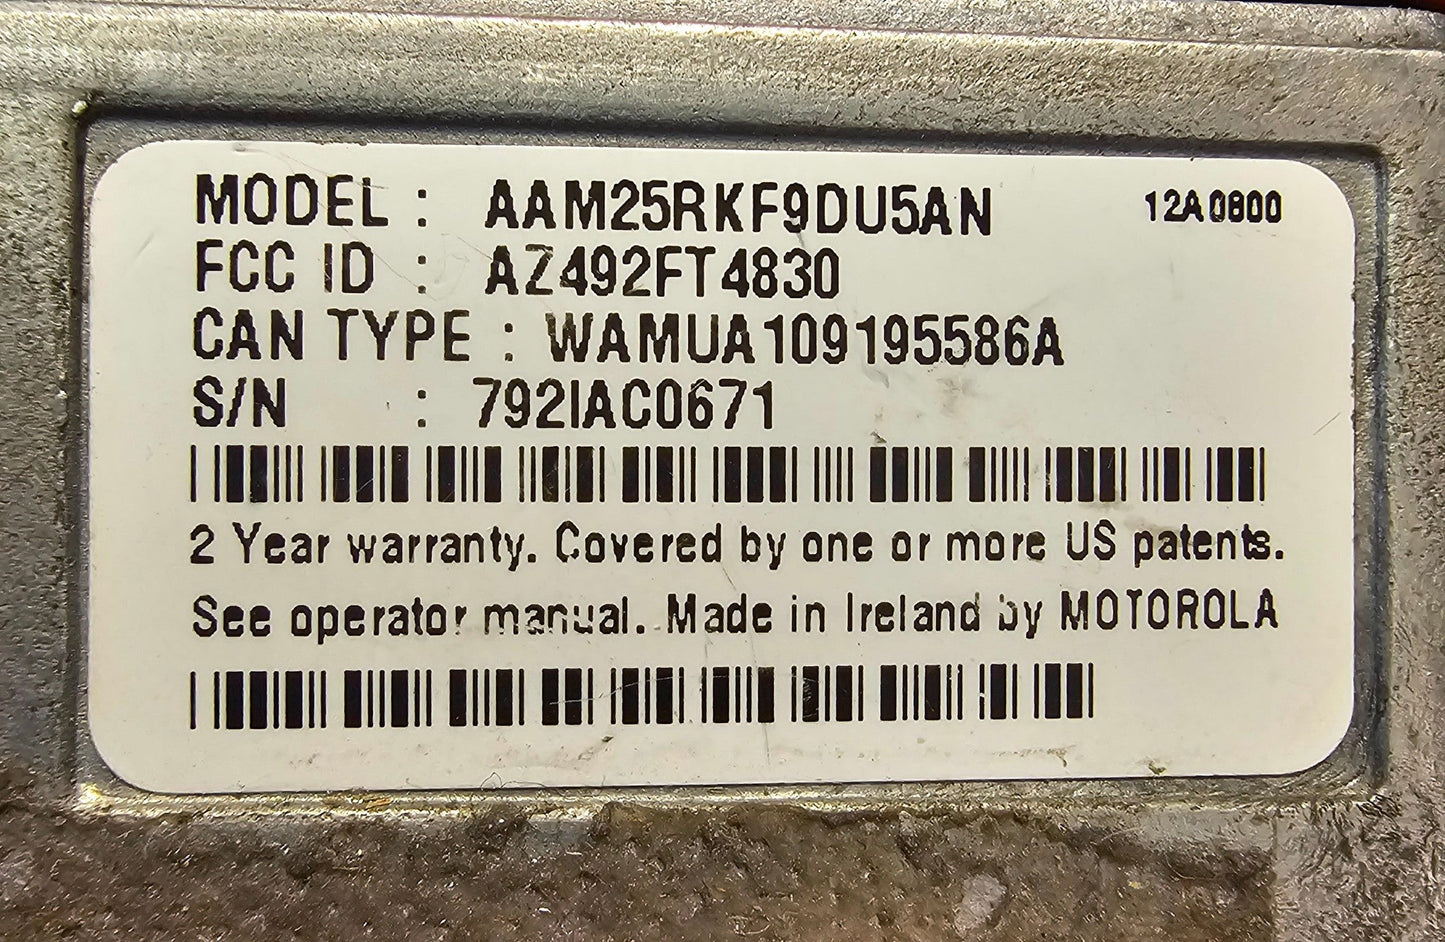 MODEL : AAM25RKF9DU5AN 12A0800
FCC ID : AZ492FT4830
CAN TYPE : WAMUA109195586A
S/N : 792IAC0671
2 Year warranty. Covered by one or more US patents.
See operator manual. Made in Ireland by MOTOROLA